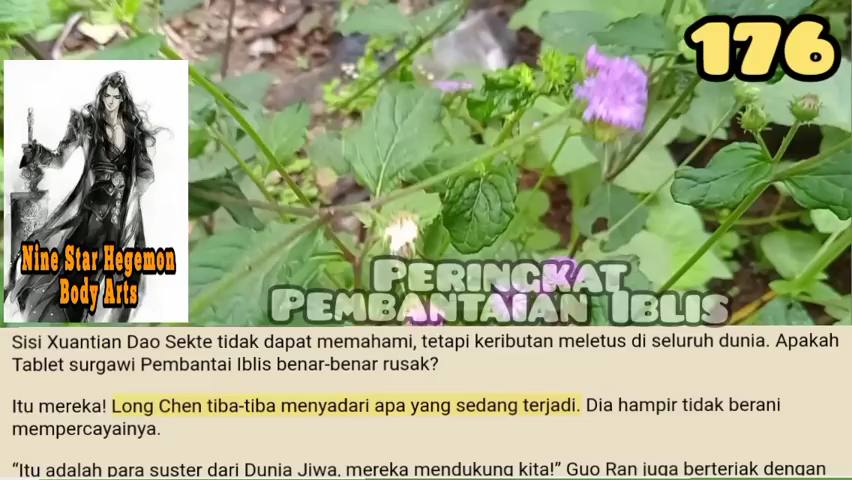 176
Nine Star Hegemon
Body Arts
PERINGKAT
PEMBANTAIAN IBLIS
Sisi Xuantian Dao Sekte tidak dapat memahami, tetapi keributan meletus di seluruh dunia. Apakah
Tablet surgawi Pembantai Iblis benar-benar rusak?
Itu mereka! Long Chen tiba-tiba menyadari apa yang sedang terjadi. Dia hampir tidak berani
mempercayainya.
“Itu adalah para suster dari Dunia Jiwa, mereka mendukung kita!” Guo Ran juga berteriak dengan